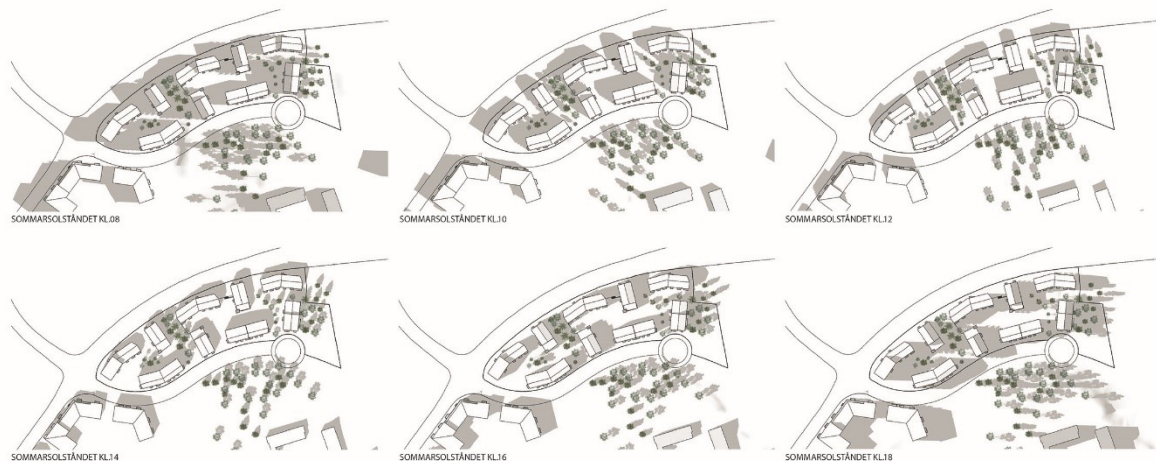 SOMMARSOLSTÅNDET KL.08
SOMMARSOLSTÅNDET KL.10
SOMMARSOLSTÅNDET KL.12
SOMMARSOLSTÅNDET KL.14
SOMMARSOLSTÅNDET KL.16
SOMMARSOLSTÅNDET KL.18